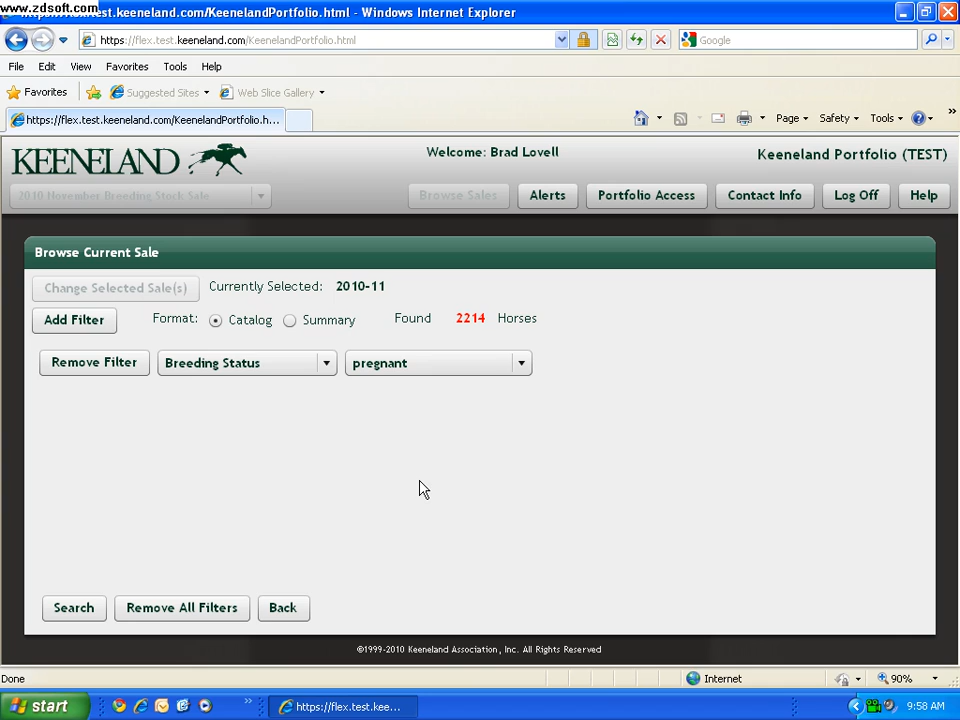 www.zdsoft.com
test.keeneland.com/KeenelandPortfolio.html - Windows Internet Explorer
https://flex.test.keeneland.com/KeenelandPortfolio.html
Google
File Edit View Favorites Tools Help
Favorites Suggested Sites Web Slice Gallery
https://flex.test.keeneland.com/KeenelandPortfolio.h... Page Safety Tools »
KEENELAND
Welcome: Brad Lovell
Keeneland Portfolio (TEST)
2010 November Breeding Stock Sale
Browse Sales Alerts Portfolio Access Contact Info Log Off Help
Browse Current Sale
Change Selected Sale(s) Currently Selected: 2010-11
Add Filter Format: Catalog Summary Found 2214 Horses
Remove Filter Breeding Status pregnant
Search Remove All Filters Back
©1999-2010 Keeneland Association, Inc. All Rights Reserved
Done Internet 90%
start » https://flex.test.kee... 9:58 AM